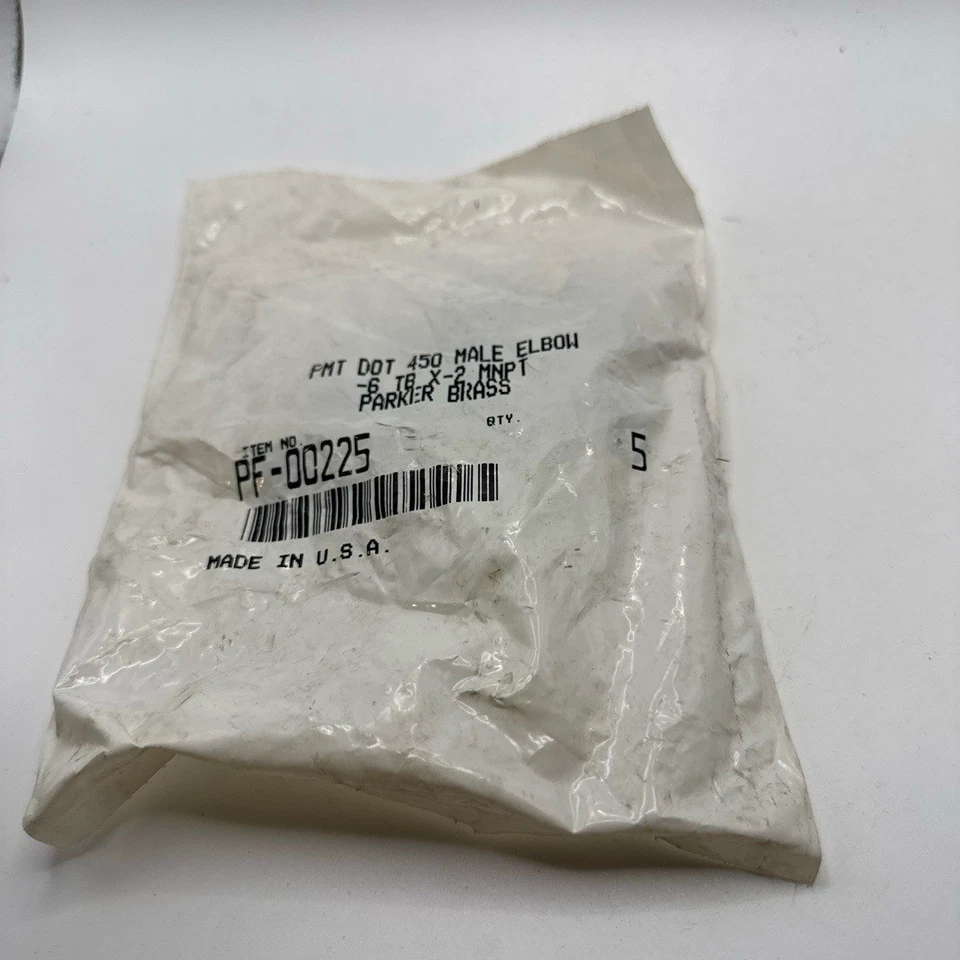 PMT DOT 450 MALE ELBOW
-6 TB X-2 MNPT
PARKER BRASS
QTY.
ITEM NO.
PF-00225
5
MADE IN U.S.A.